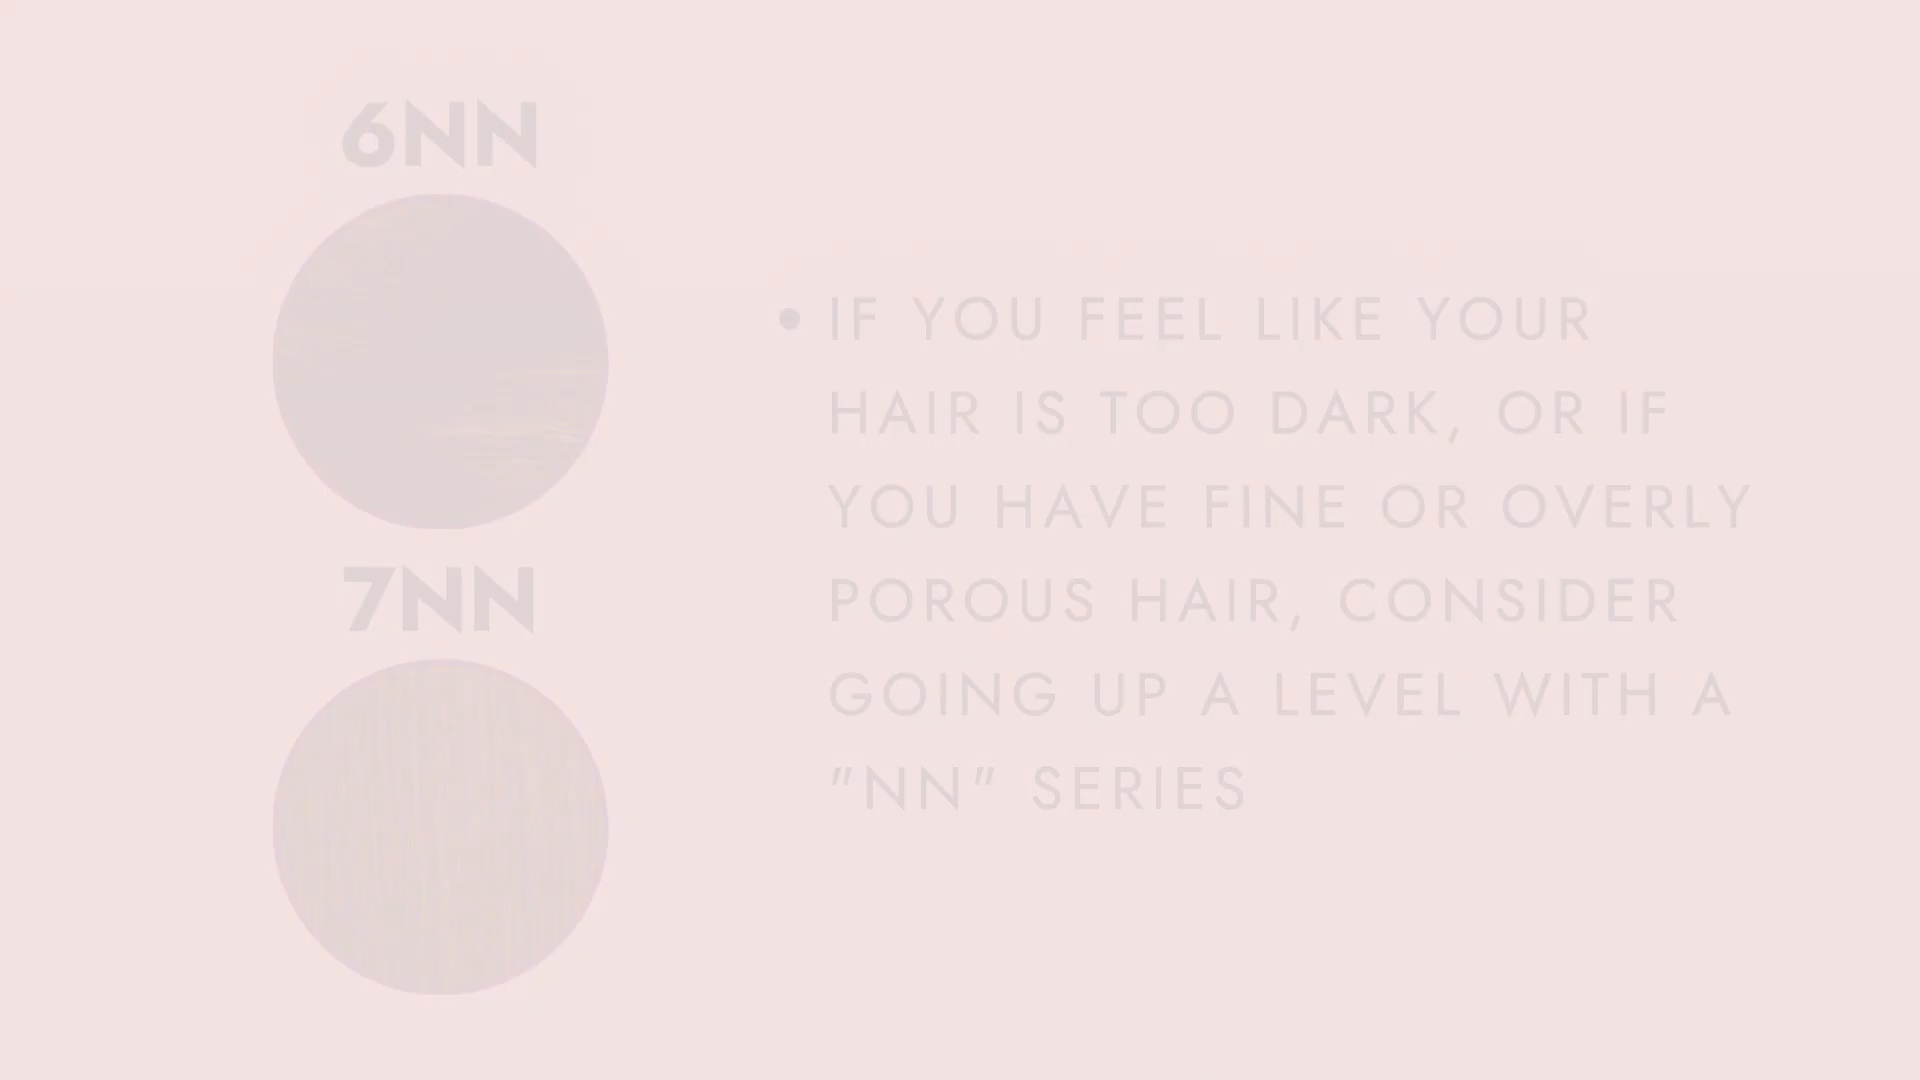 6NN
7NN
• IF YOU FEEL LIKE YOUR
HAIR IS TOO DARK, OR IF
YOU HAVE FINE OR OVERLY
POROUS HAIR, CONSIDER
GOING UP A LEVEL WITH A
"NN" SERIES